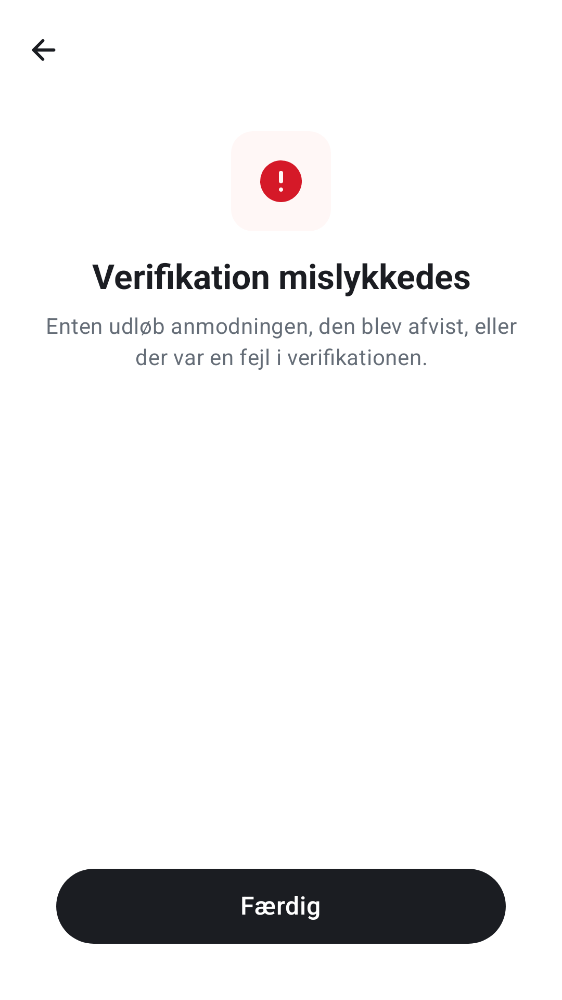 Verifikation mislykkedes
Enten udløb anmodningen, den blev afvist, eller
der var en fejl i verifikationen.
Færdig